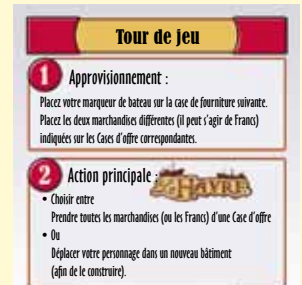 Tour de jeu
1 Approvisionnement :
Placez votre marqueur de bateau sur la case de fourniture suivante.
Placez les deux marchandises différentes (il peut s'agir de Francs)
indiquées sur les Cases d'offre correspondantes.
2 Action principale :
LE HAVRE
• Choisir entre
Prendre toutes les marchandises (ou les Francs) d'une Case d'offre
• Ou
Déplacer votre personnage dans un nouveau bâtiment
(afin de le construire).